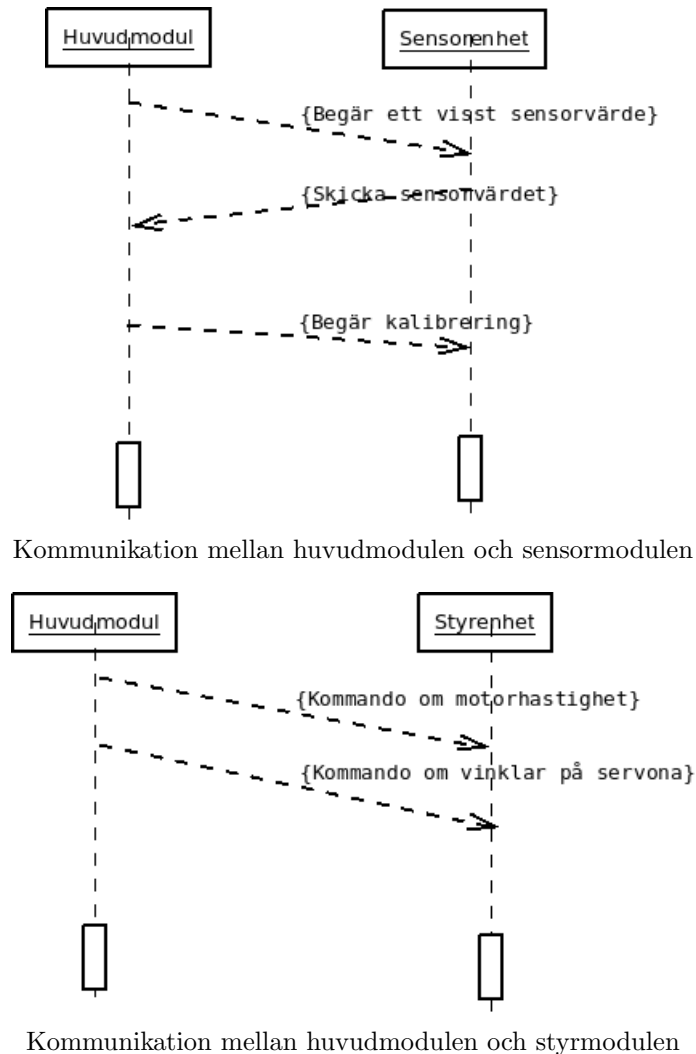 Huvudmodul
Sensorenhet
{Begär ett visst sensorvärde}
{Skicka sensorvärdet}
{Begär kalibrering}
Kommunikation mellan huvudmodulen och sensormodulen
Huvudmodul
Styrenhet
{Kommando om motorhastighet}
{Kommando om vinklar på servona}
Kommunikation mellan huvudmodulen och styrmodulen